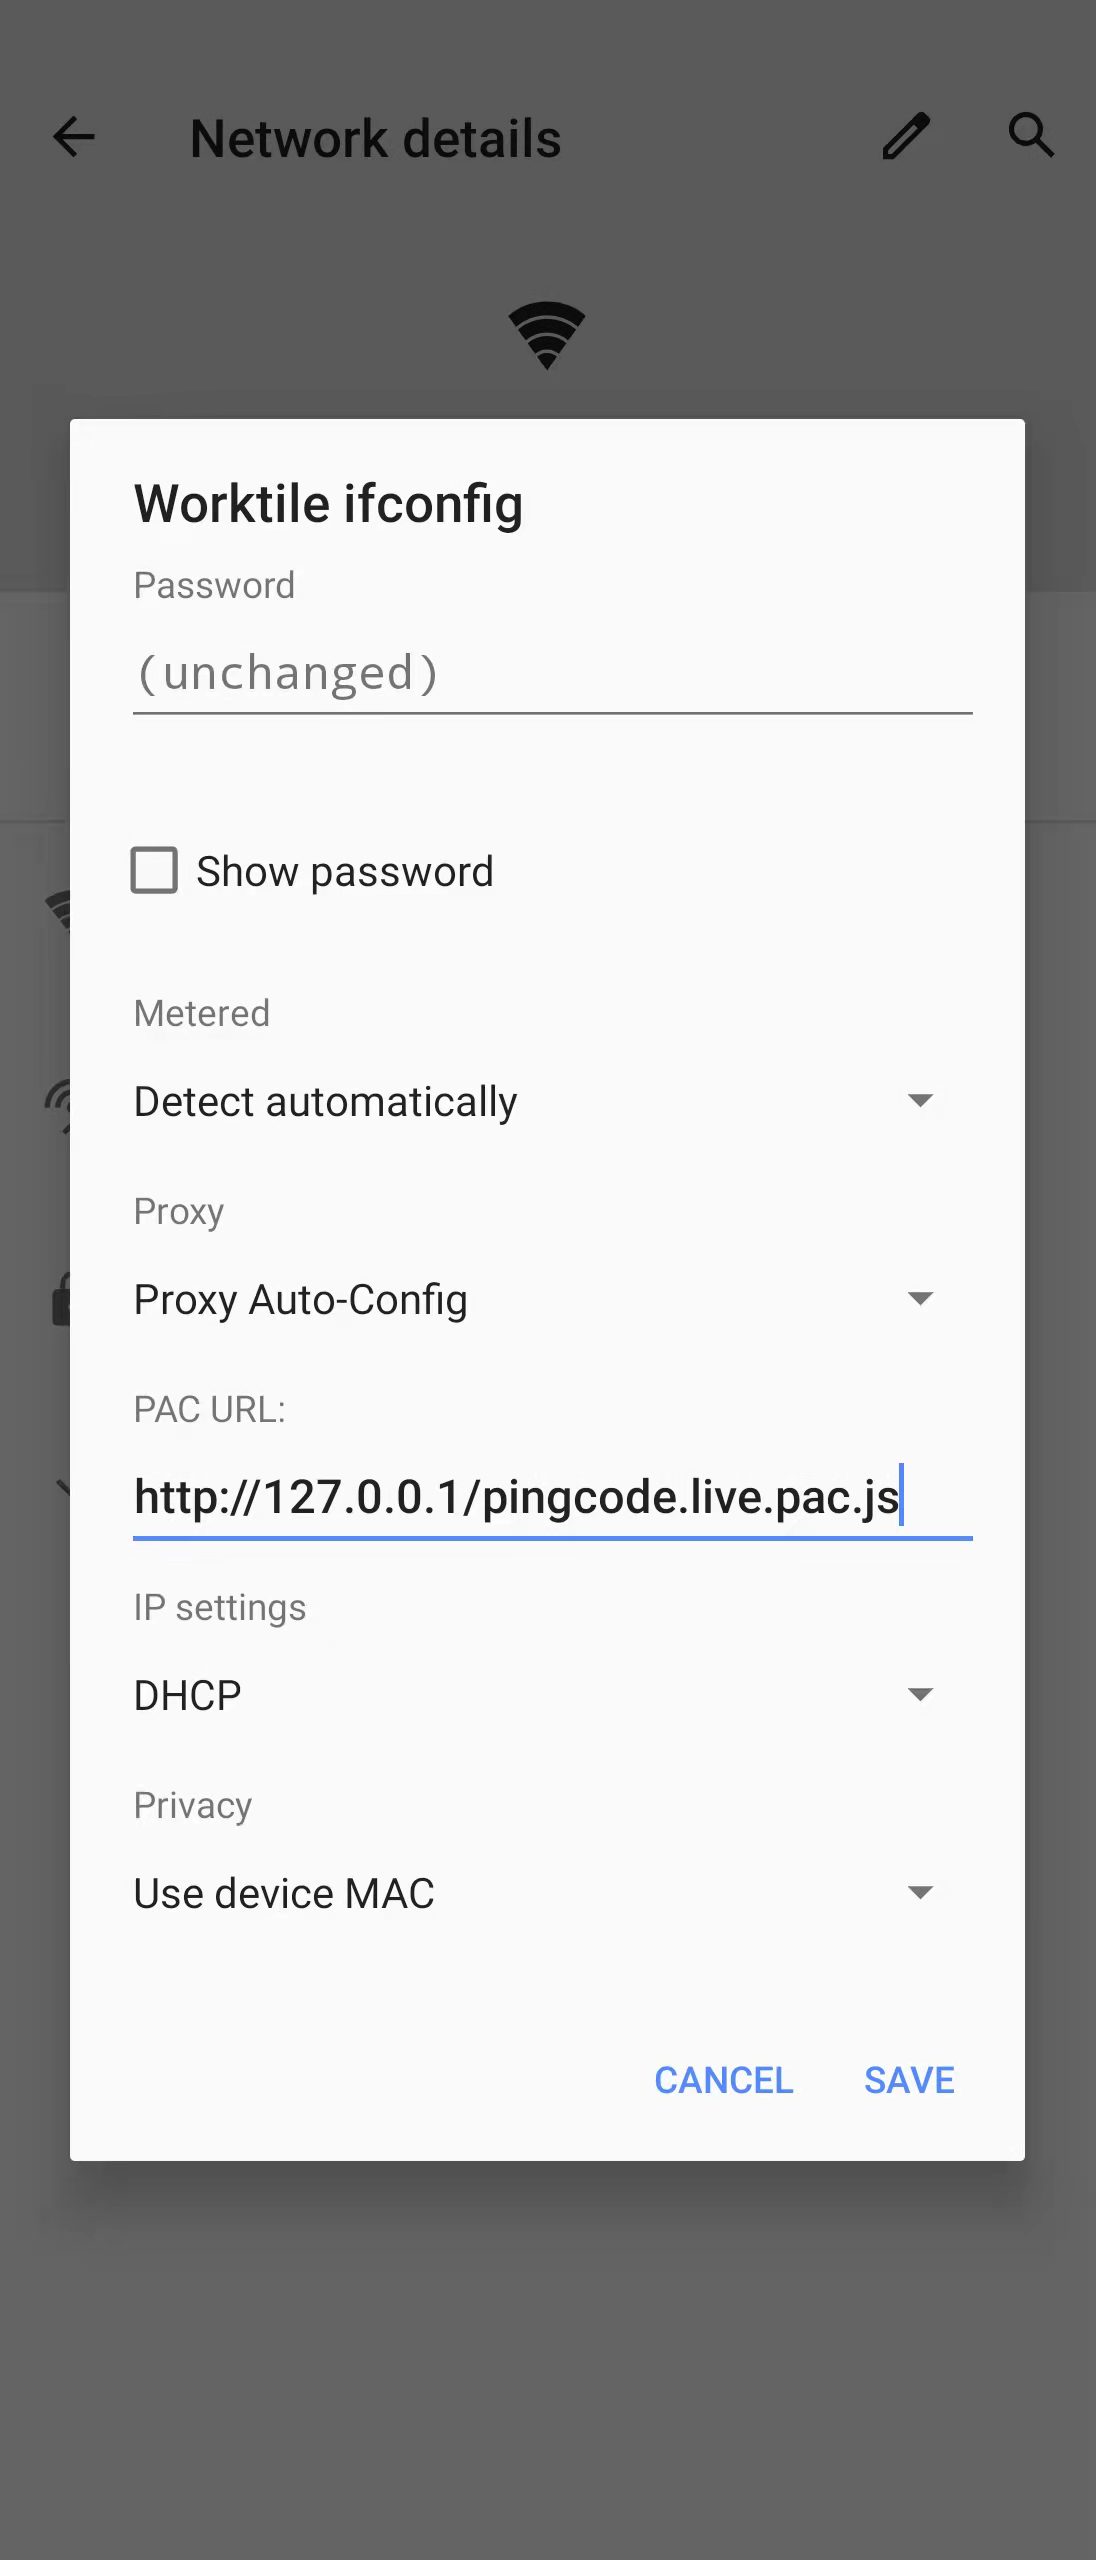 Network details
Worktile ifconfig
Password
(unchanged)
Show password
Metered
Detect automatically
Proxy
Proxy Auto-Config
PAC URL:
http://127.0.0.1/pingcode.live.pac.js
IP settings
DHCP
Privacy
Use device MAC
CANCEL SAVE